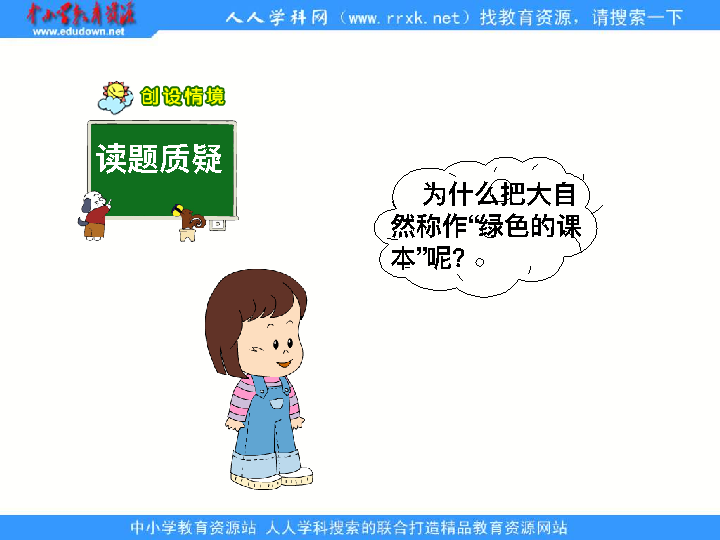 中小学教育资源
www.edudown.net
人人学科网（www.rrxk.net）找教育资源，请搜索一下
创设情境
读题质疑
为什么把大自
然称作“绿色的课
本”呢？。
中小学教育资源站 人人学科搜索的联合打造精品教育资源网站